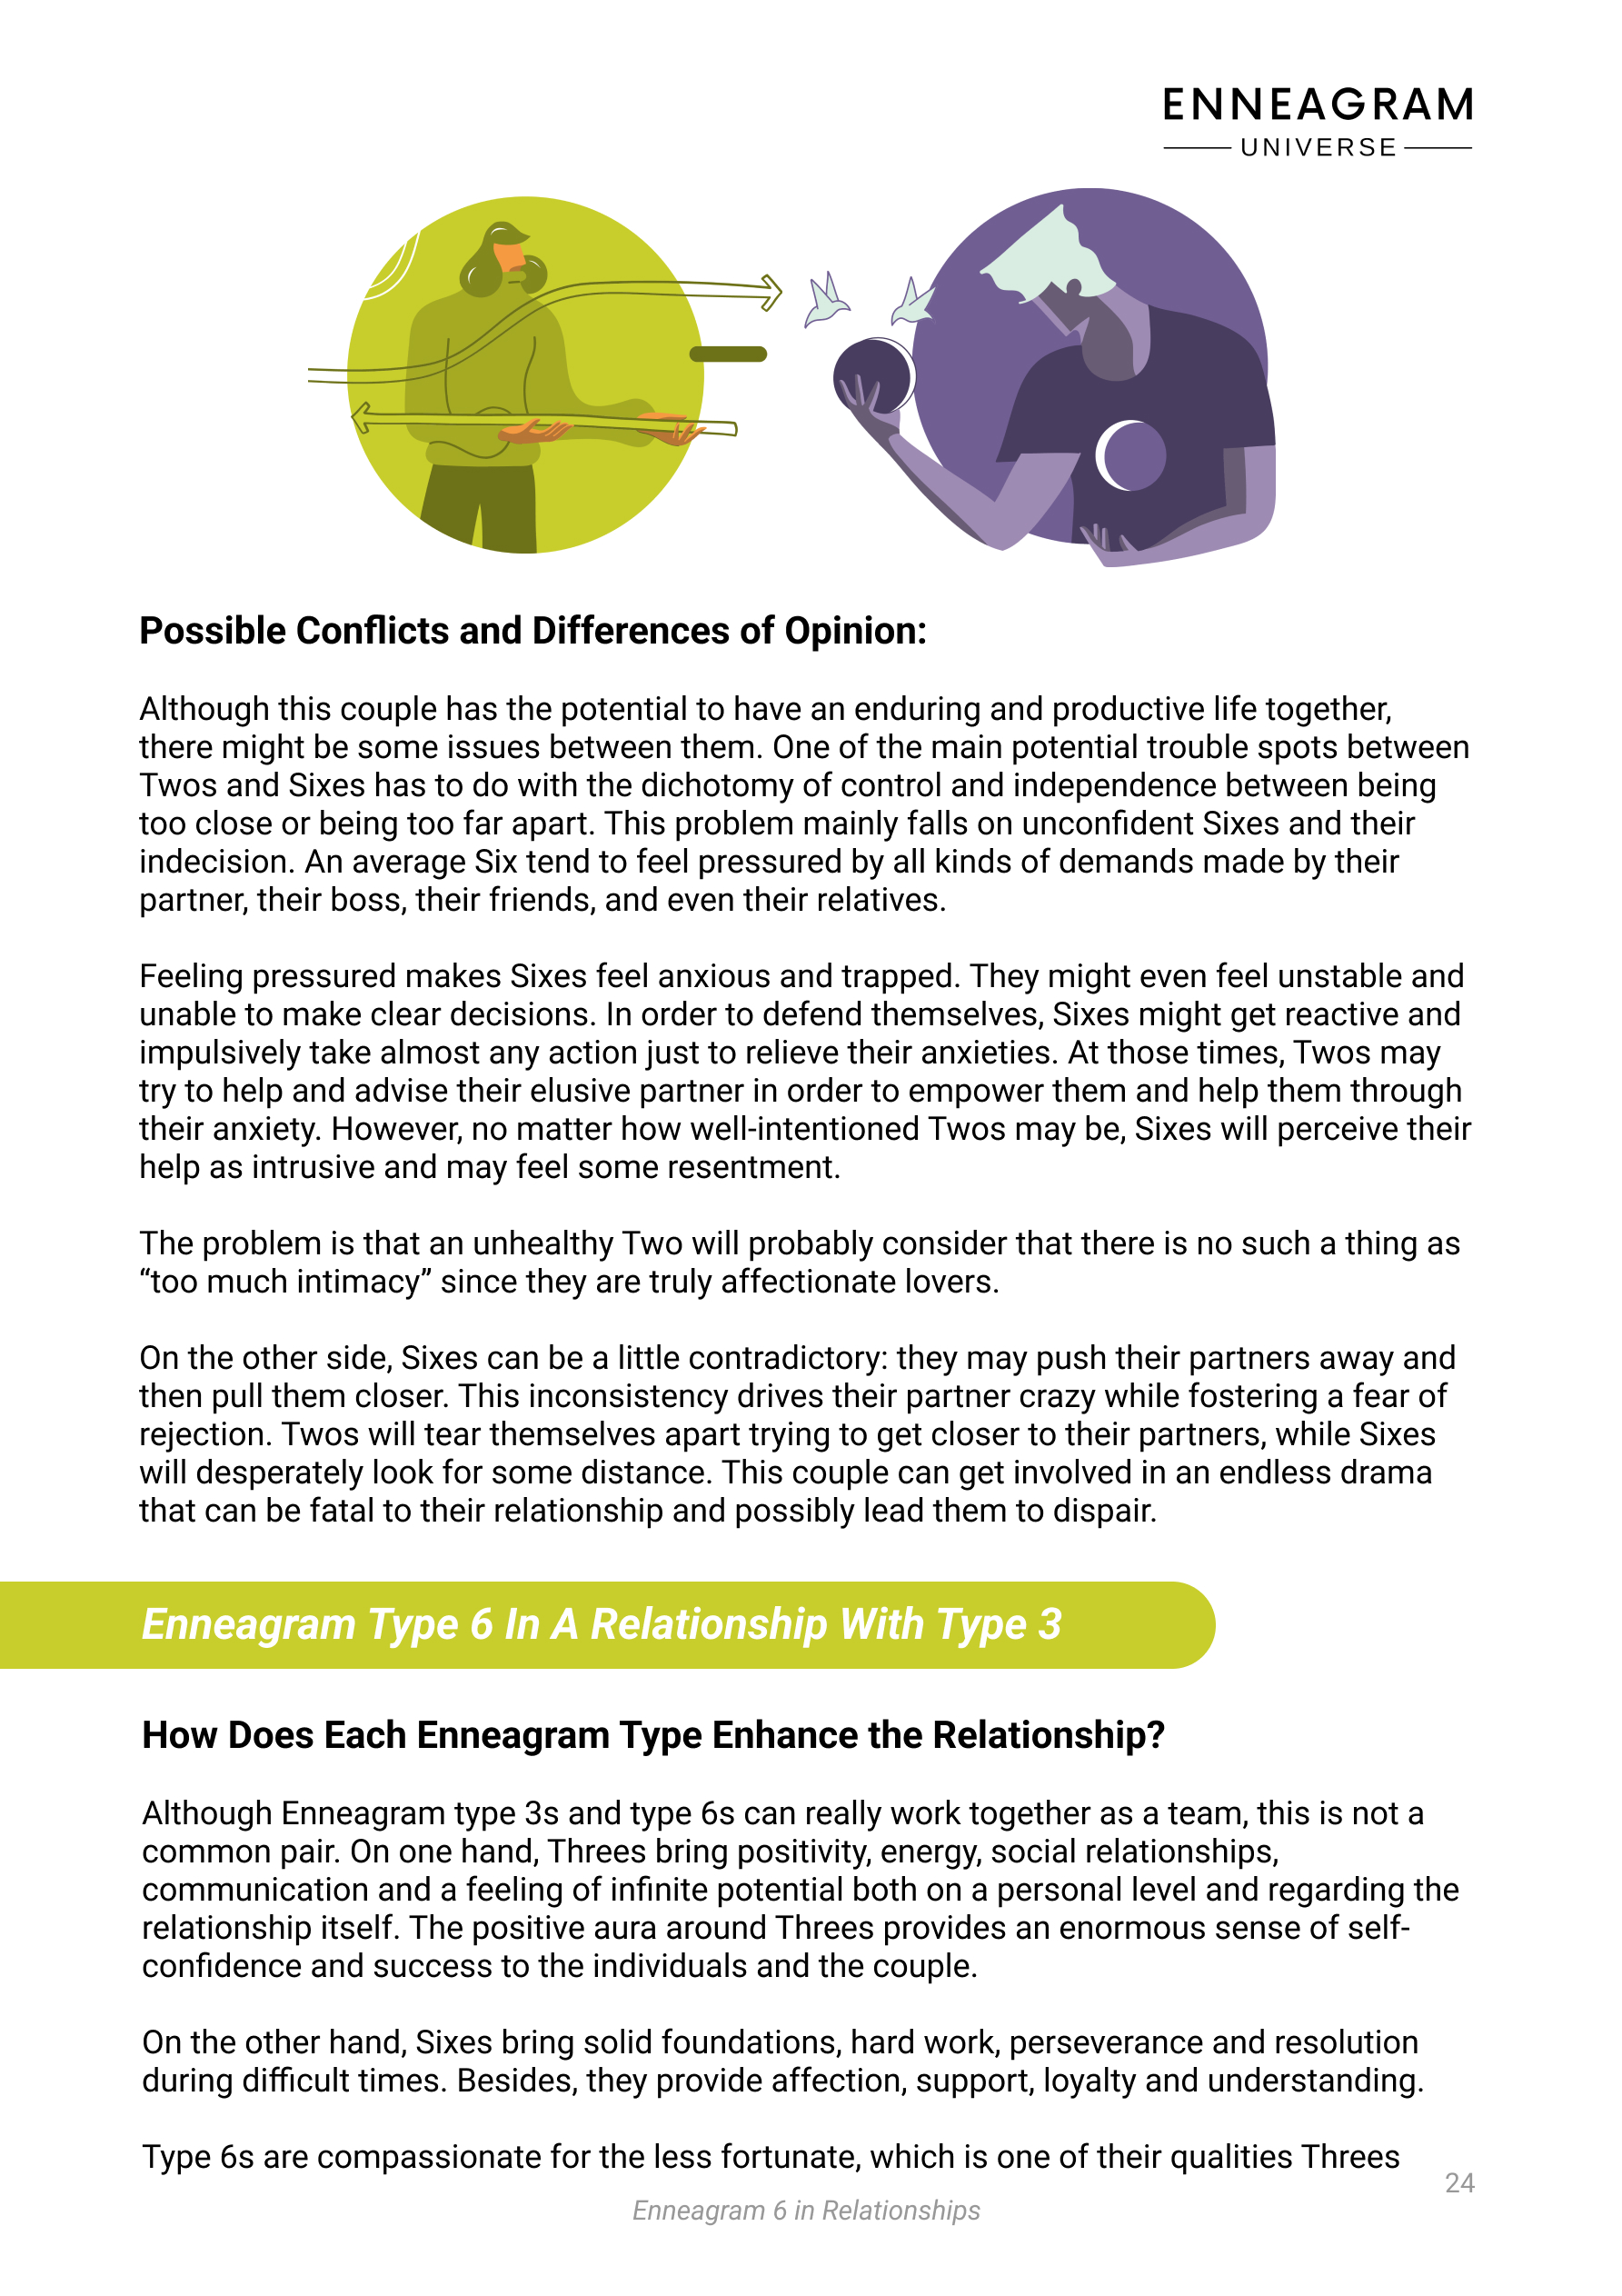 ENNEAGRAM
UNIVERSE
Possible Conflicts and Differences of Opinion:
Although this couple has the potential to have an enduring and productive life together,
there might be some issues between them. One of the main potential trouble spots between
Twos and Sixes has to do with the dichotomy of control and independence between being
too close or being too far apart. This problem mainly falls on unconfident Sixes and their
indecision. An average Six tend to feel pressured by all kinds of demands made by their
partner, their boss, their friends, and even their relatives.
Feeling pressured makes Sixes feel anxious and trapped. They might even feel unstable and
unable to make clear decisions. In order to defend themselves, Sixes might get reactive and
impulsively take almost any action just to relieve their anxieties. At those times, Twos may
try to help and advise their elusive partner in order to empower them and help them through
their anxiety. However, no matter how well-intentioned Twos may be, Sixes will perceive their
help as intrusive and may feel some resentment.
The problem is that an unhealthy Two will probably consider that there is no such a thing as
“too much intimacy” since they are truly affectionate lovers.
On the other side, Sixes can be a little contradictory: they may push their partners away and
then pull them closer. This inconsistency drives their partner crazy while fostering a fear of
rejection. Twos will tear themselves apart trying to get closer to their partners, while Sixes
will desperately look for some distance. This couple can get involved in an endless drama
that can be fatal to their relationship and possibly lead them to dispair.
Enneagram Type 6 In A Relationship With Type 3
How Does Each Enneagram Type Enhance the Relationship?
Although Enneagram type 3s and type 6s can really work together as a team, this is not a
common pair. On one hand, Threes bring positivity, energy, social relationships,
communication and a feeling of infinite potential both on a personal level and regarding the
relationship itself. The positive aura around Threes provides an enormous sense of self-
confidence and success to the individuals and the couple.
On the other hand, Sixes bring solid foundations, hard work, perseverance and resolution
during difficult times. Besides, they provide affection, support, loyalty and understanding.
Type 6s are compassionate for the less fortunate, which is one of their qualities Threes
24
Enneagram 6 in Relationships